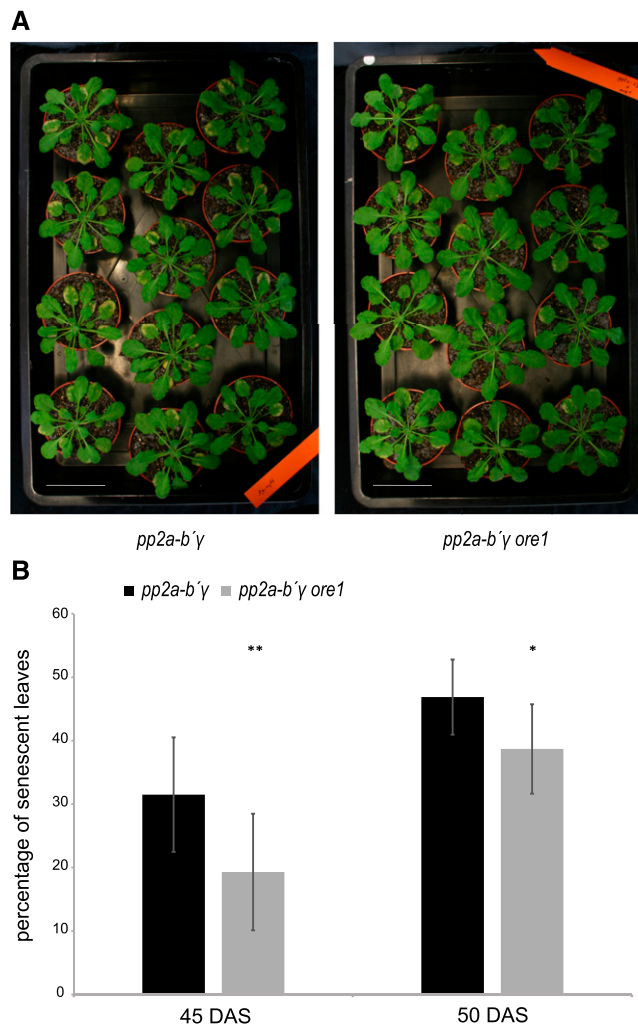 A
pp2a-b´γ
pp2a-b´γ ore1
B
pp2a-b´γ pp2a-b´γ ore1
percentage of senescent leaves
60
**
*
50
40
30
20
10
0
45 DAS
50 DAS